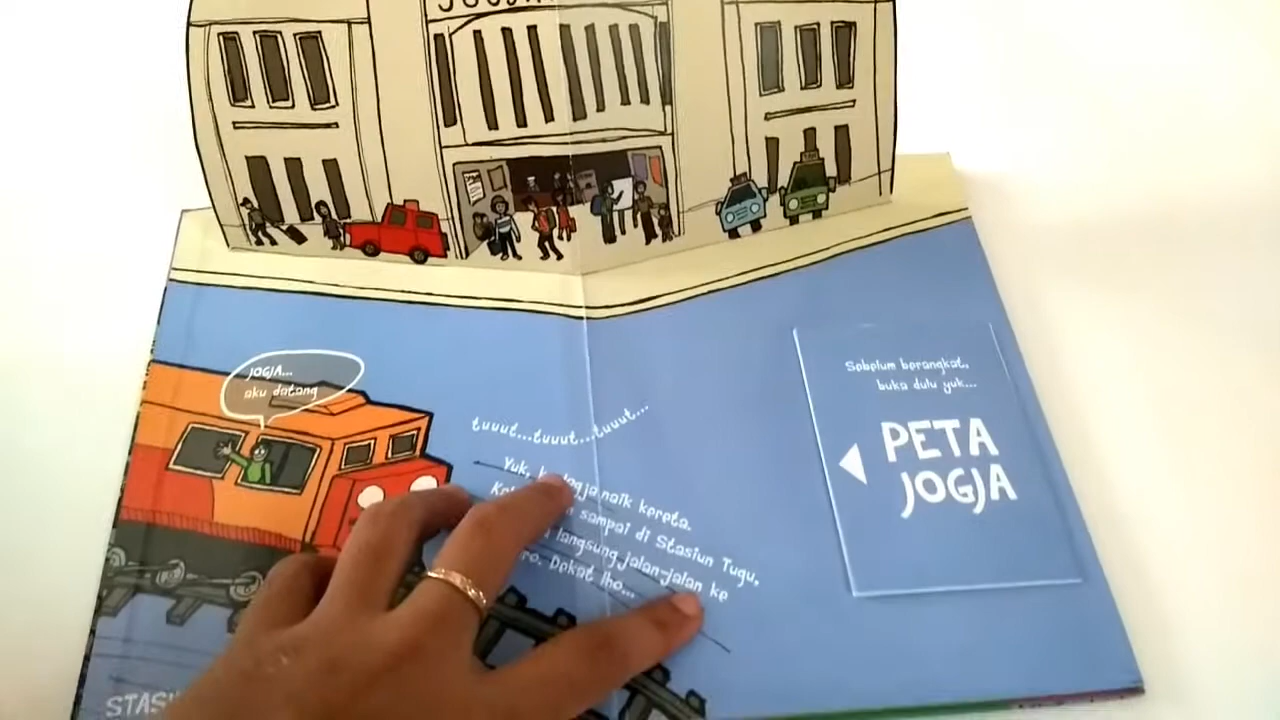 JOGJA...
aku datang
tuuut...tuuut...tuuut...
Yuk, naik kereta.
sampai di Stasiun Tugu,
langsung jalan-jalan ke
Dekat lho...
Sebelum berangkat,
buka dulu yuk...
PETA
JOGJA